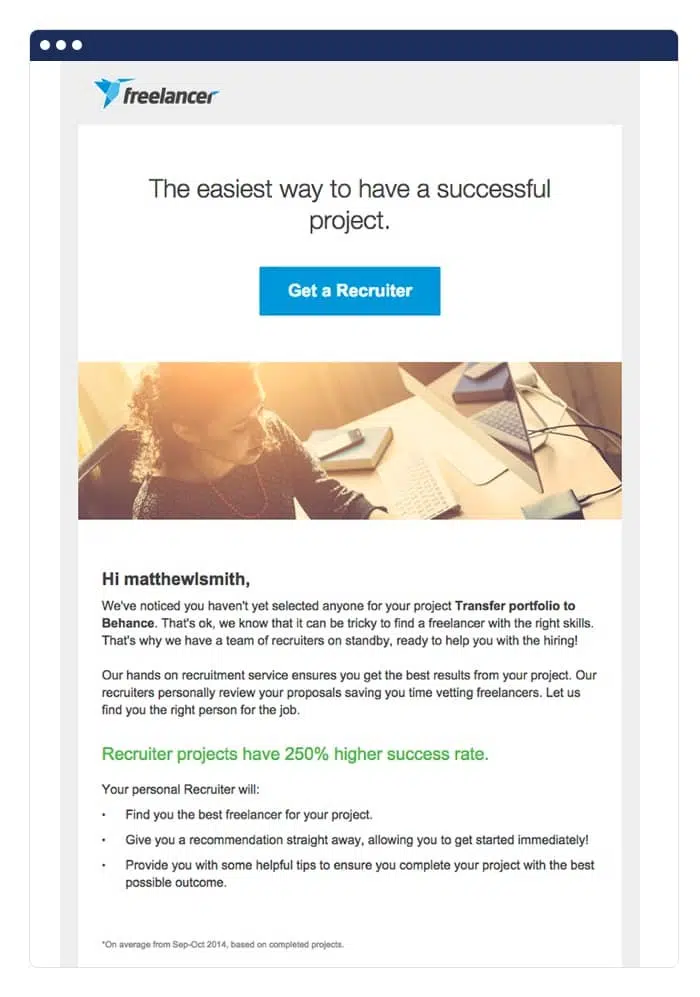 freelancer
The easiest way to have a successful
project.
Get a Recruiter
Hi matthewlsmith,
We've noticed you haven't yet selected anyone for your project Transfer portfolio to
Behance. That's ok, we know that it can be tricky to find a freelancer with the right skills.
That's why we have a team of recruiters on standby, ready to help you with the hiring!
Our hands on recruitment service ensures you get the best results from your project. Our
recruiters personally review your proposals saving you time vetting freelancers. Let us
find you the right person for the job.
Recruiter projects have 250% higher success rate.
Your personal Recruiter will:
• Find you the best freelancer for your project.
• Give you a recommendation straight away, allowing you to get started immediately!
• Provide you with some helpful tips to ensure you complete your project with the best
possible outcome.
*On average from Sep-Oct 2014, based on completed projects.